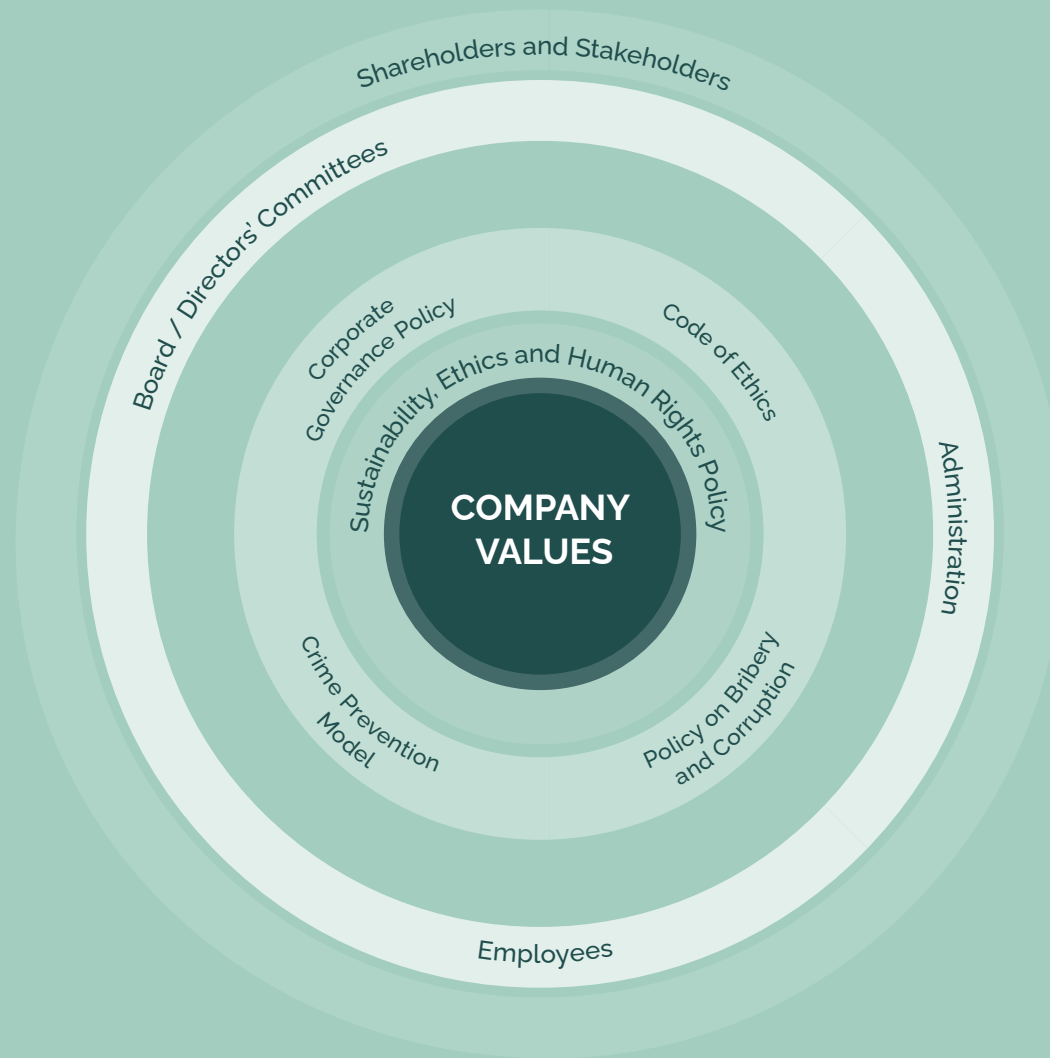 Shareholders and Stakeholders
Board / Directors’ Committees
Administration
Employees
Corporate
Governance Policy
Code of Ethics
Crime Prevention
Model
Policy on Bribery
and Corruption
Sustainability, Ethics and Human Rights Policy
COMPANY
VALUES